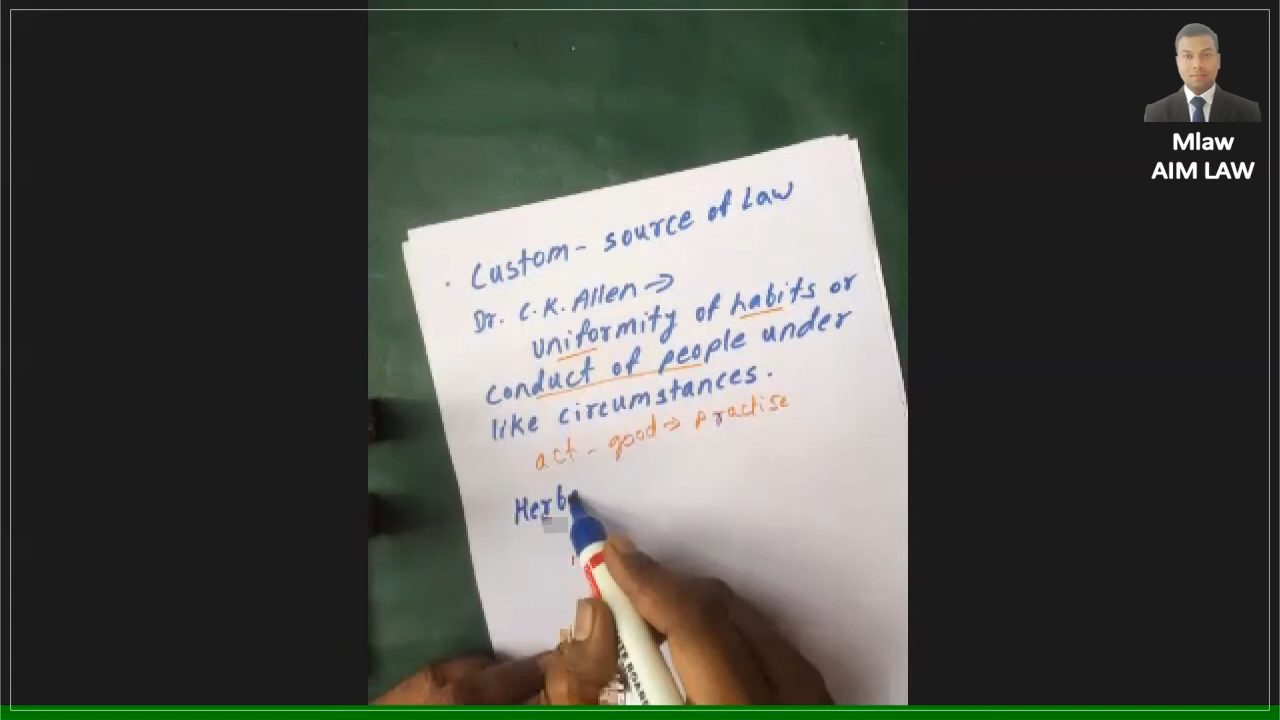 Mlaw
AIM LAW
. Custom - source of Law
Dr. C.K. Allen →
uniformity of habits or
conduct of people under
like circumstances.
act - good → practise
Herb